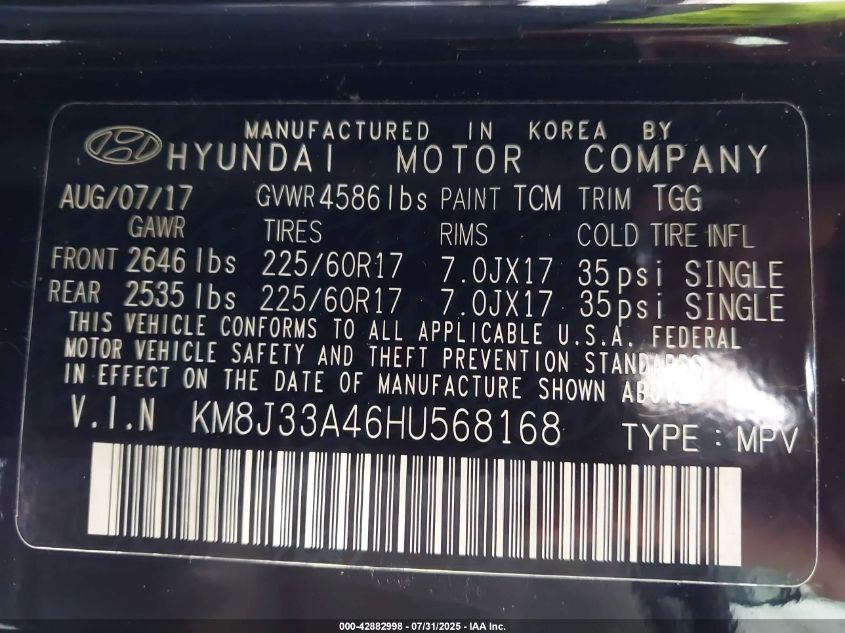 MANUFACTURED IN KOREA BY
HYUNDAI MOTOR COMPANY
AUG/07/17 GVWR 4586 lbs PAINT TCM TRIM TGG
GAWR TIRES RIMS COLD TIRE INFL
FRONT 2646 lbs 225/60R17 7.0JX17 35psi SINGLE
REAR 2535 lbs 225/60R17 7.0JX17 35psi SINGLE
THIS VEHICLE CONFORMS TO ALL APPLICABLE U.S.A. FEDERAL
MOTOR VEHICLE SAFETY AND THEFT PREVENTION STANDARDS
IN EFFECT ON THE DATE OF MANUFACTURE SHOWN ABOVE.
V.I.N KM8J33A46HU568168 TYPE : MPV
000-42882998 - 07/31/2025 - IAA Inc.